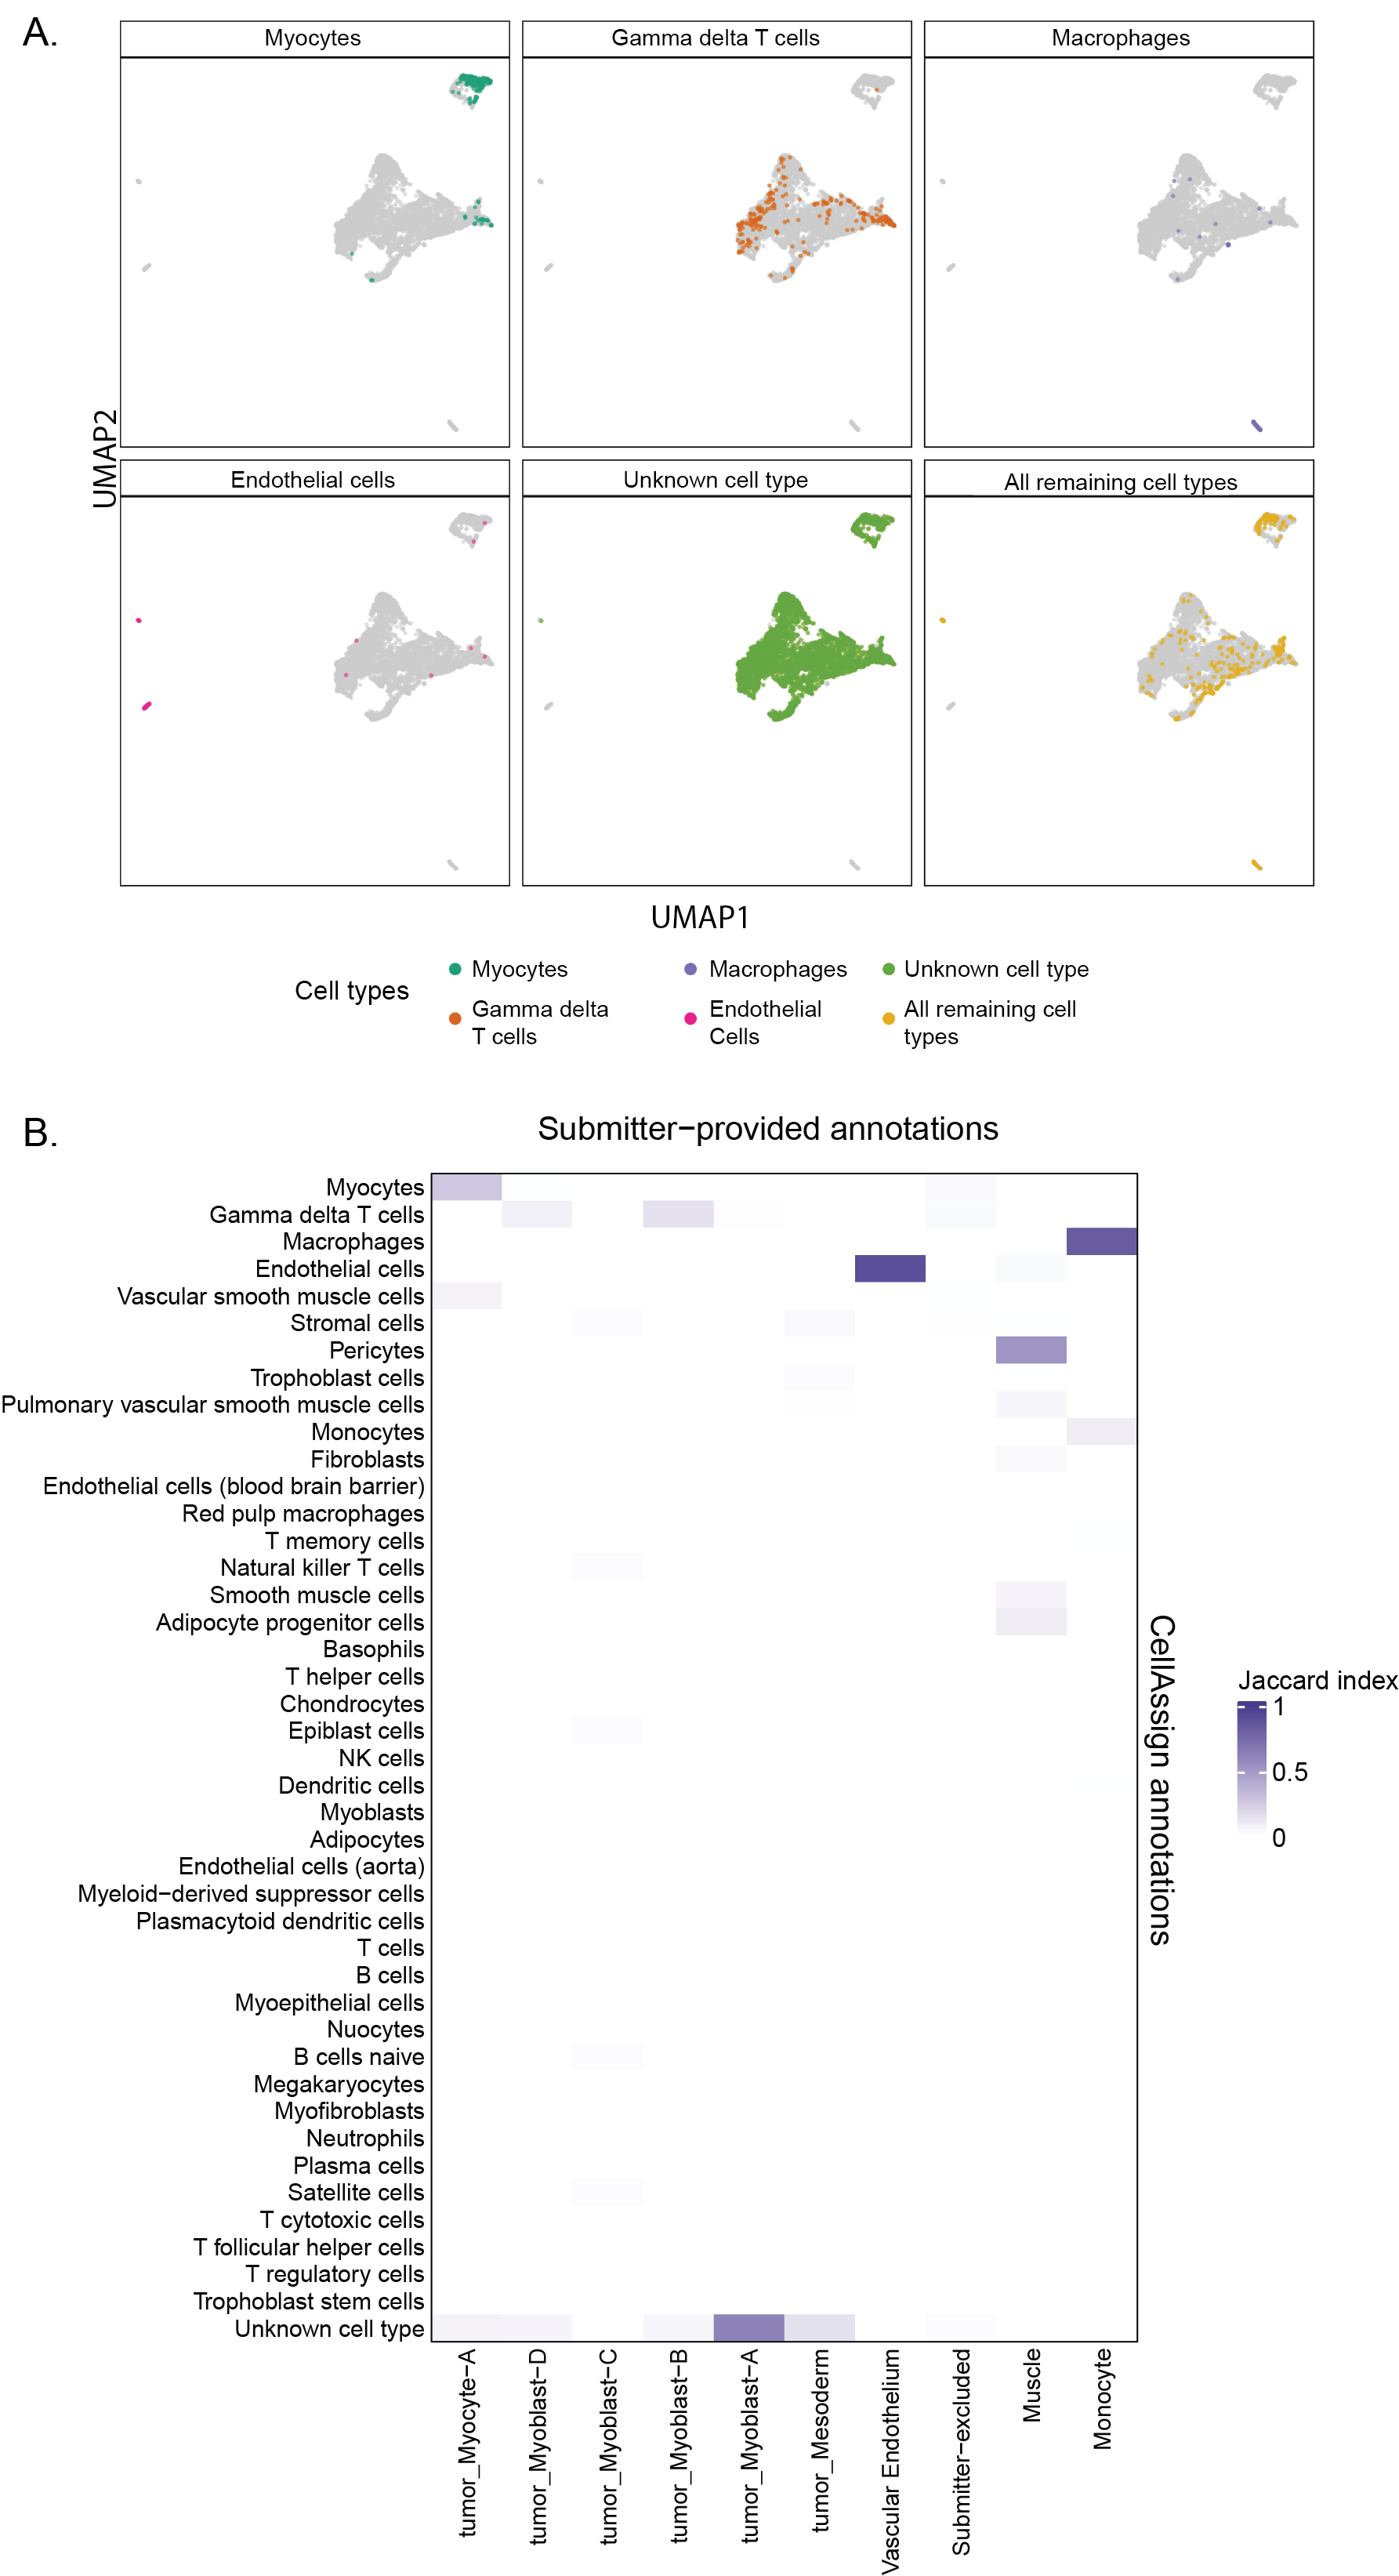 A.
Myocytes
Gamma delta T cells
Macrophages
Endothelial cells
Unknown cell type
All remaining cell types
UMAP2
UMAP1
Cell types
Myocytes
Gamma delta
T cells
Macrophages
Endothelial
Cells
Unknown cell type
All remaining cell
types
B.
Submitter−provided annotations
Myocytes
Gamma delta T cells
Macrophages
Endothelial cells
Vascular smooth muscle cells
Stromal cells
Pericytes
Trophoblast cells
Pulmonary vascular smooth muscle cells
Monocytes
Fibroblasts
Endothelial cells (blood brain barrier)
Red pulp macrophages
T memory cells
Natural killer T cells
Smooth muscle cells
Adipocyte progenitor cells
Basophils
T helper cells
Chondrocytes
Epiblast cells
NK cells
Dendritic cells
Myoblasts
Adipocytes
Endothelial cells (aorta)
Myeloid−derived suppressor cells
Plasmacytoid dendritic cells
T cells
B cells
Myoepithelial cells
Nuocytes
B cells naive
Megakaryocytes
Myofibroblasts
Neutrophils
Plasma cells
Satellite cells
T cytotoxic cells
T follicular helper cells
T regulatory cells
Trophoblast stem cells
Unknown cell type
tumor_Myocyte−A
tumor_Myoblast−D
tumor_Myoblast−C
tumor_Myoblast−B
tumor_Myoblast−A
tumor_Mesoderm
Vascular Endothelium
Submitter−excluded
Muscle
Monocyte
CellAssign annotations
Jaccard index
1
0.5
0